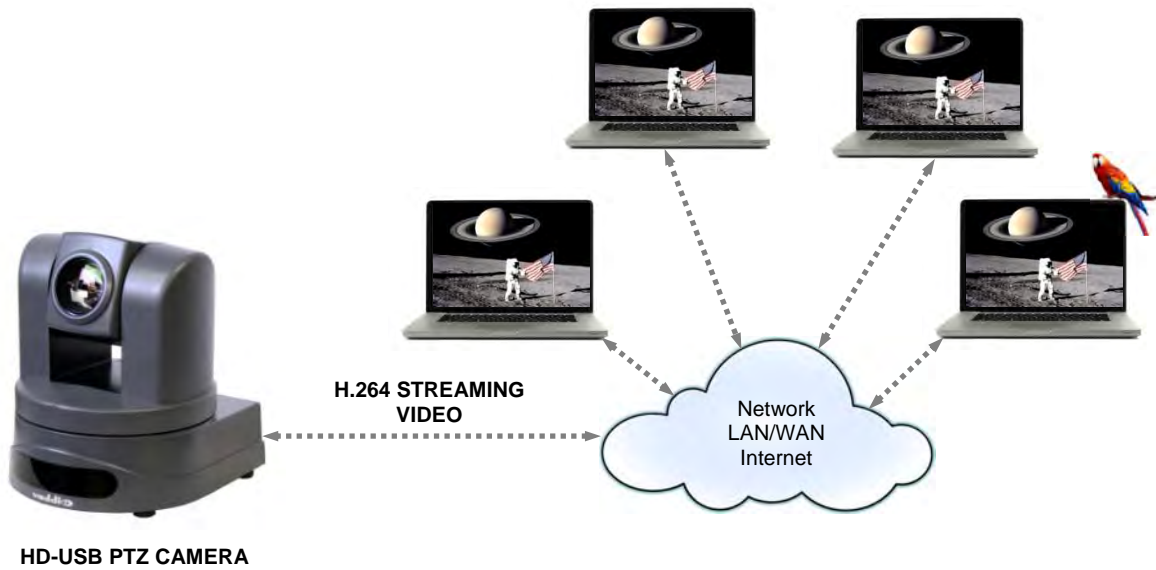 H.264 STREAMING
VIDEO
Network
LAN/WAN
Internet
HD-USB PTZ CAMERA